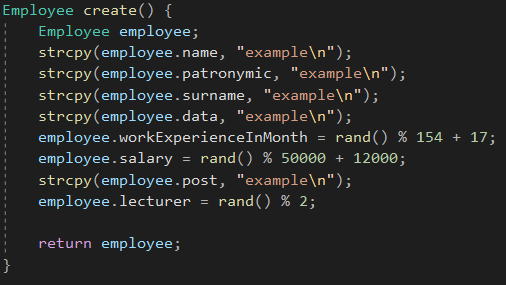 Employee create() {
Employee employee;
strcpy(employee.name, "example\n");
strcpy(employee.patronymic, "example\n");
strcpy(employee.surname, "example\n");
strcpy(employee.data, "example\n");
employee.workExperienceInMonth = rand() % 154 + 17;
employee.salary = rand() % 50000 + 12000;
strcpy(employee.post, "example\n");
employee.lecturer = rand() % 2;
return employee;
}